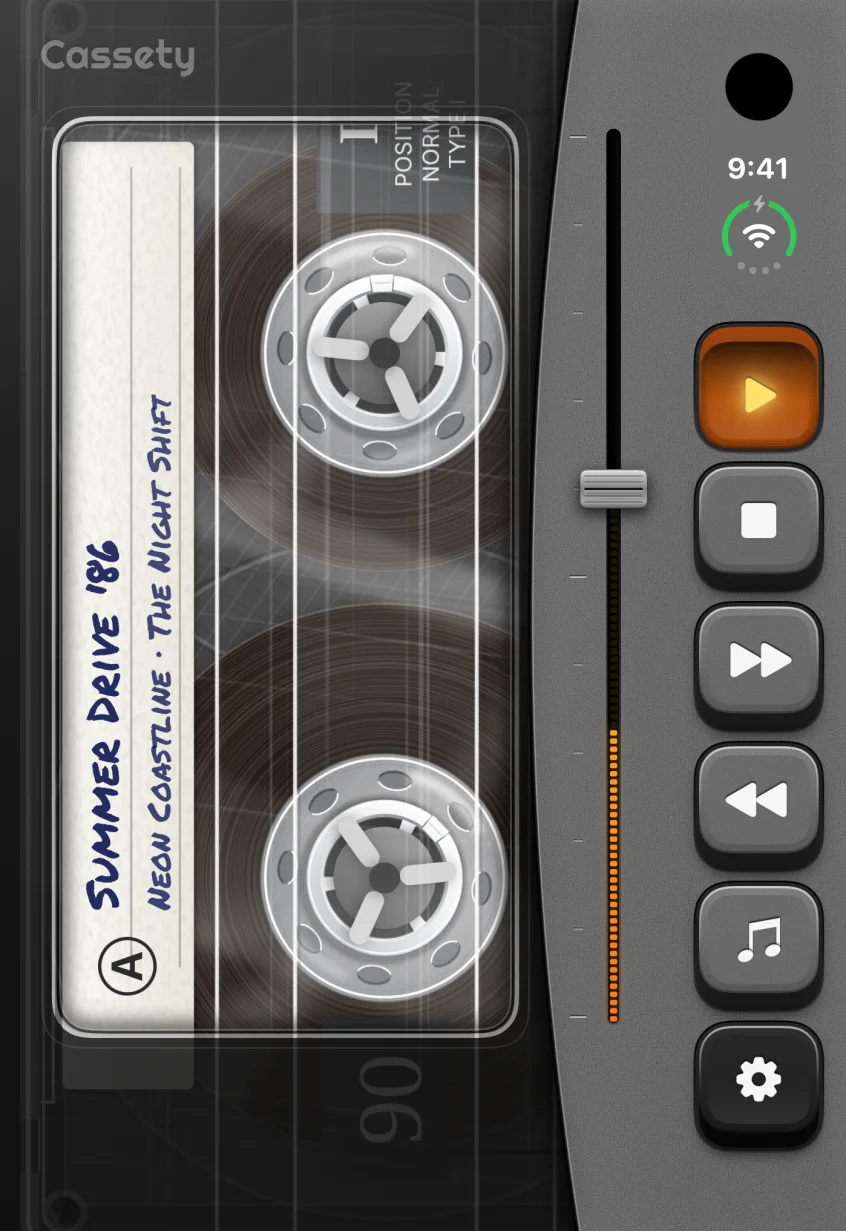 Cassety
I
POSITION
NORMAL
TYPE I
9:41
SUMMER DRIVE '86
NEON COASTLINE · THE NIGHT SHIFT
A
90